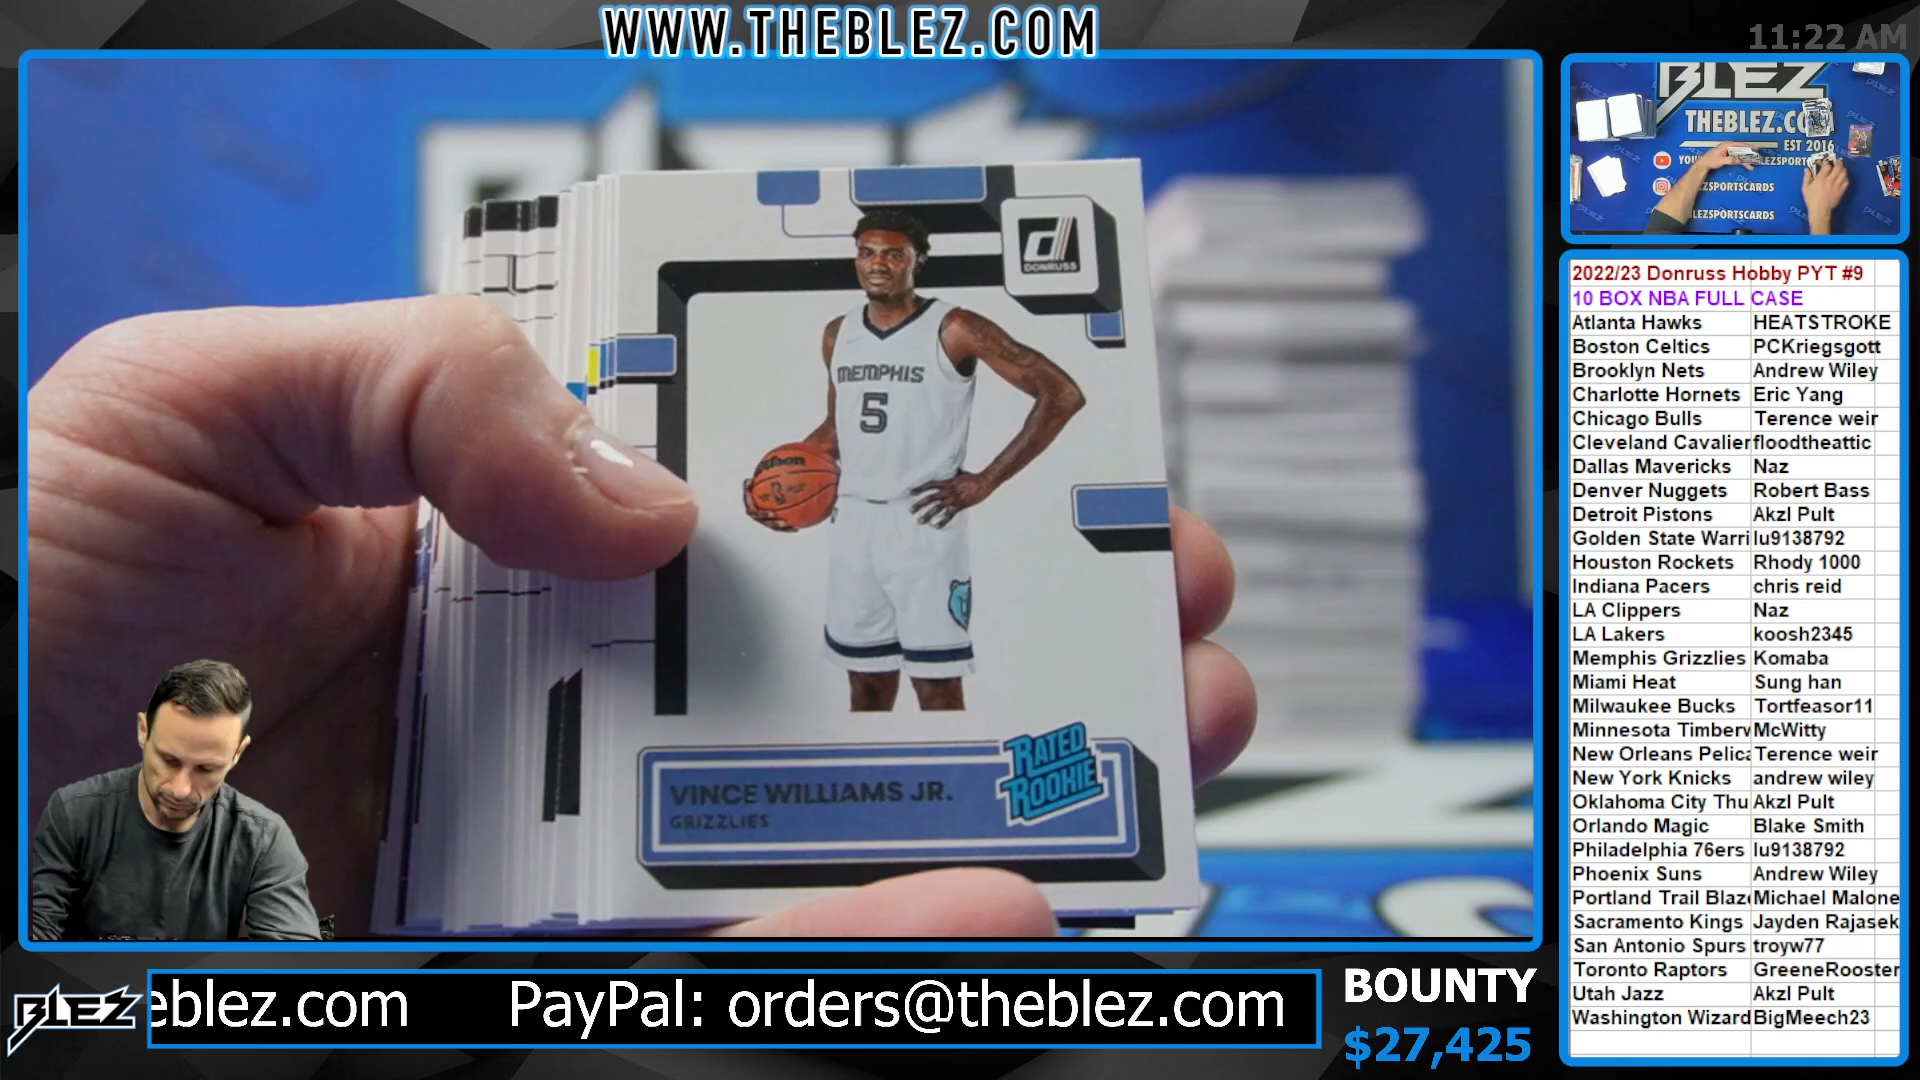 WWW.THEBLEZ.COM
11:22 AM
BLEZ
THEBLEZ.CO
EST 2016
LEZSPORTSCARDS
LEZSPORTSCARDS
DONRUSS
Wilson
MEMPHIS
5
VINCE WILLIAMS JR.
GRIZZLIES
RATED
ROOKIE
2022/23 Donruss Hobby PYT #9
10 BOX NBA FULL CASE
Atlanta Hawks HEATSTROKE
Boston Celtics PCKriegsgott
Brooklyn Nets Andrew Wiley
Charlotte Hornets Eric Yang
Chicago Bulls Terence weir
Cleveland Cavalier floodtheattic
Dallas Mavericks Naz
Denver Nuggets Robert Bass
Detroit Pistons Akzl Pult
Golden State Warri lu9138792
Houston Rockets Rhody 1000
Indiana Pacers chris reid
LA Clippers Naz
LA Lakers koosh2345
Memphis Grizzlies Komaba
Miami Heat Sung han
Milwaukee Bucks Tortfeasor11
Minnesota Timberv McWitty
New Orleans Pelica Terence weir
New York Knicks andrew wiley
Oklahoma City Thu Akzl Pult
Orlando Magic Blake Smith
Philadelphia 76ers lu9138792
Phoenix Suns Andrew Wiley
Portland Trail Blaze Michael Malone
Sacramento Kings Jayden Rajasek
San Antonio Spurs troyw77
Toronto Raptors GreeneRooster
Utah Jazz Akzl Pult
Washington Wizard BigMeech23
BLEZ
eblez.com PayPal: orders@theblez.com
BOUNTY
$27,425